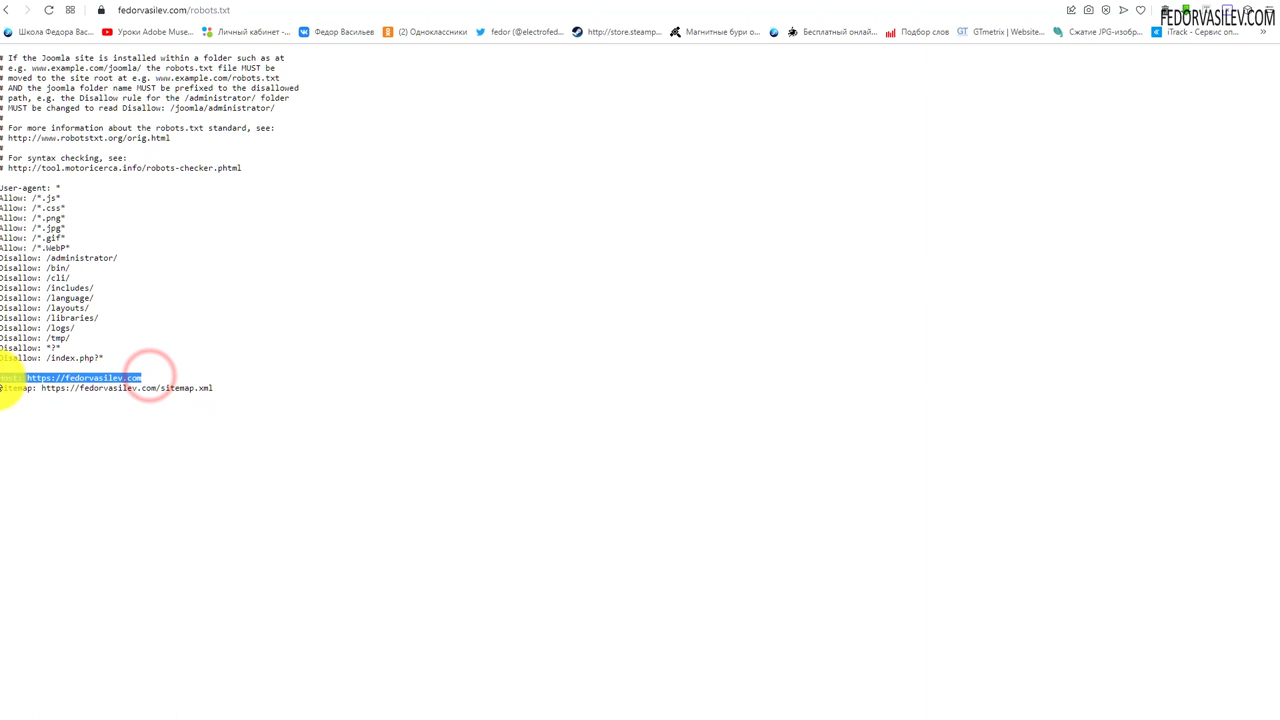 fedorvasilev.com/robots.txt
FEDORVASILEV.COM
Школа Федора Вас... Уроки Adobe Muse... Личный кабинет -... Федор Васильев (2) Одноклассники fedor (@electrofed... http://store.steamp... Магнитные бури о... Бесплатный онлай... Подбор слов GTmetrix | Website... Сжатие JPG-изобр... iTrack - Сервис оп...
# If the Joomla site is installed within a folder such as at
# e.g. www.example.com/joomla/ the robots.txt file MUST be
# moved to the site root at e.g. www.example.com/robots.txt
# AND the joomla folder name MUST be prefixed to the disallowed
# path, e.g. the Disallow rule for the /administrator/ folder
# MUST be changed to read Disallow: /joomla/administrator/
#
# For more information about the robots.txt standard, see:
# http://www.robotstxt.org/orig.html
#
# For syntax checking, see:
# http://tool.motoricerca.info/robots-checker.phtml
User-agent: *
Allow: /*.js*
Allow: /*.css*
Allow: /*.png*
Allow: /*.jpg*
Allow: /*.gif*
Allow: /*.WebP*
Disallow: /administrator/
Disallow: /bin/
Disallow: /cli/
Disallow: /includes/
Disallow: /language/
Disallow: /layouts/
Disallow: /libraries/
Disallow: /logs/
Disallow: /tmp/
Disallow: *?*
Disallow: /index.php?*
Host: https://fedorvasilev.com
Sitemap: https://fedorvasilev.com/sitemap.xml